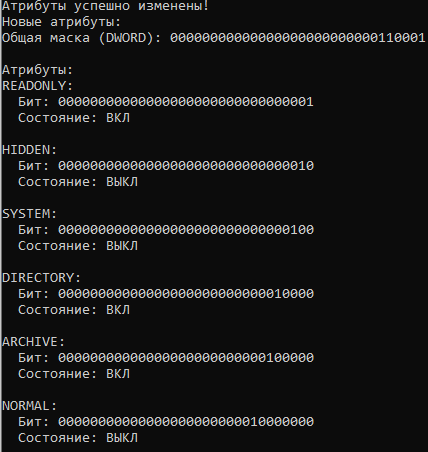 Атрибуты успешно изменены!
Новые атрибуты:
Общая маска (DWORD): 00000000000000000000000000110001
Атрибуты:
READONLY:
Бит: 00000000000000000000000000000001
Состояние: ВКЛ
HIDDEN:
Бит: 00000000000000000000000000000010
Состояние: ВЫКЛ
SYSTEM:
Бит: 00000000000000000000000000000100
Состояние: ВЫКЛ
DIRECTORY:
Бит: 00000000000000000000000000010000
Состояние: ВКЛ
ARCHIVE:
Бит: 00000000000000000000000000100000
Состояние: ВКЛ
NORMAL:
Бит: 00000000000000000000000010000000
Состояние: ВЫКЛ